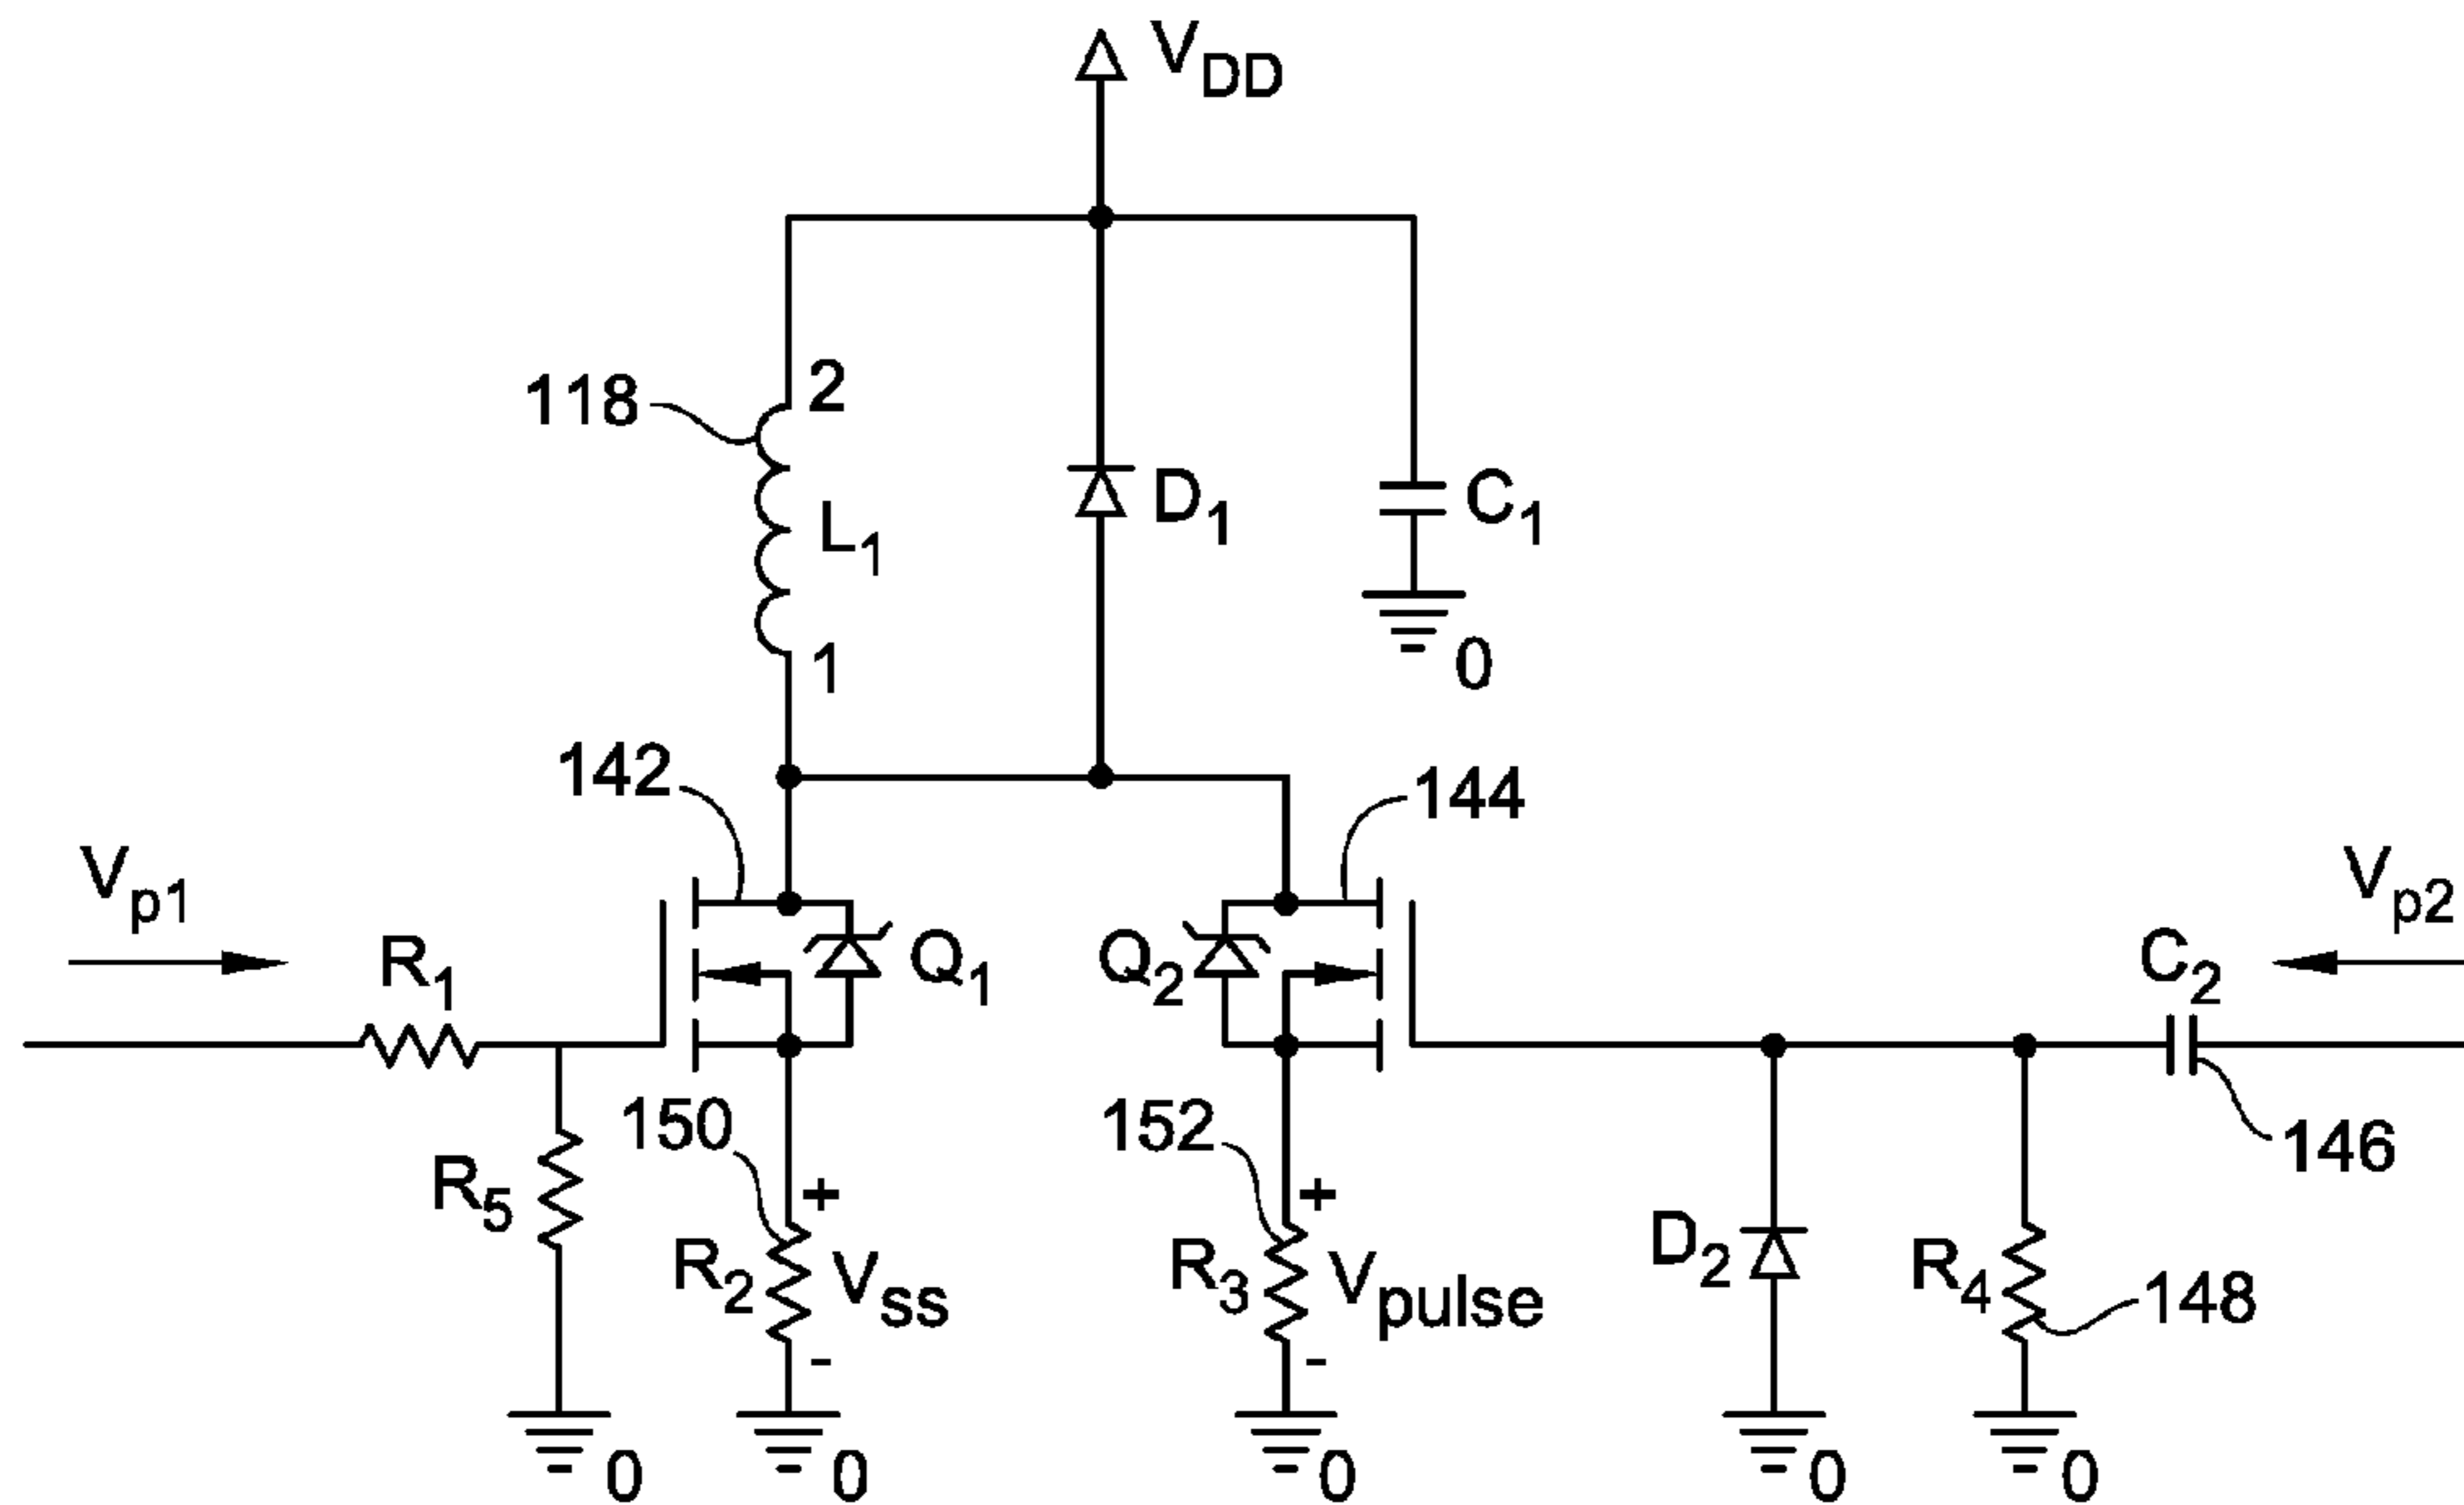 VDD
118
2
L1
1
D1
C1
0
142
144
Vp1
R1
Q1
Q2
C2
Vp2
150
152
146
R5
R2
+
Vss
-
R3
+
Vpulse
-
D2
R4
148
0
0
0
0
0